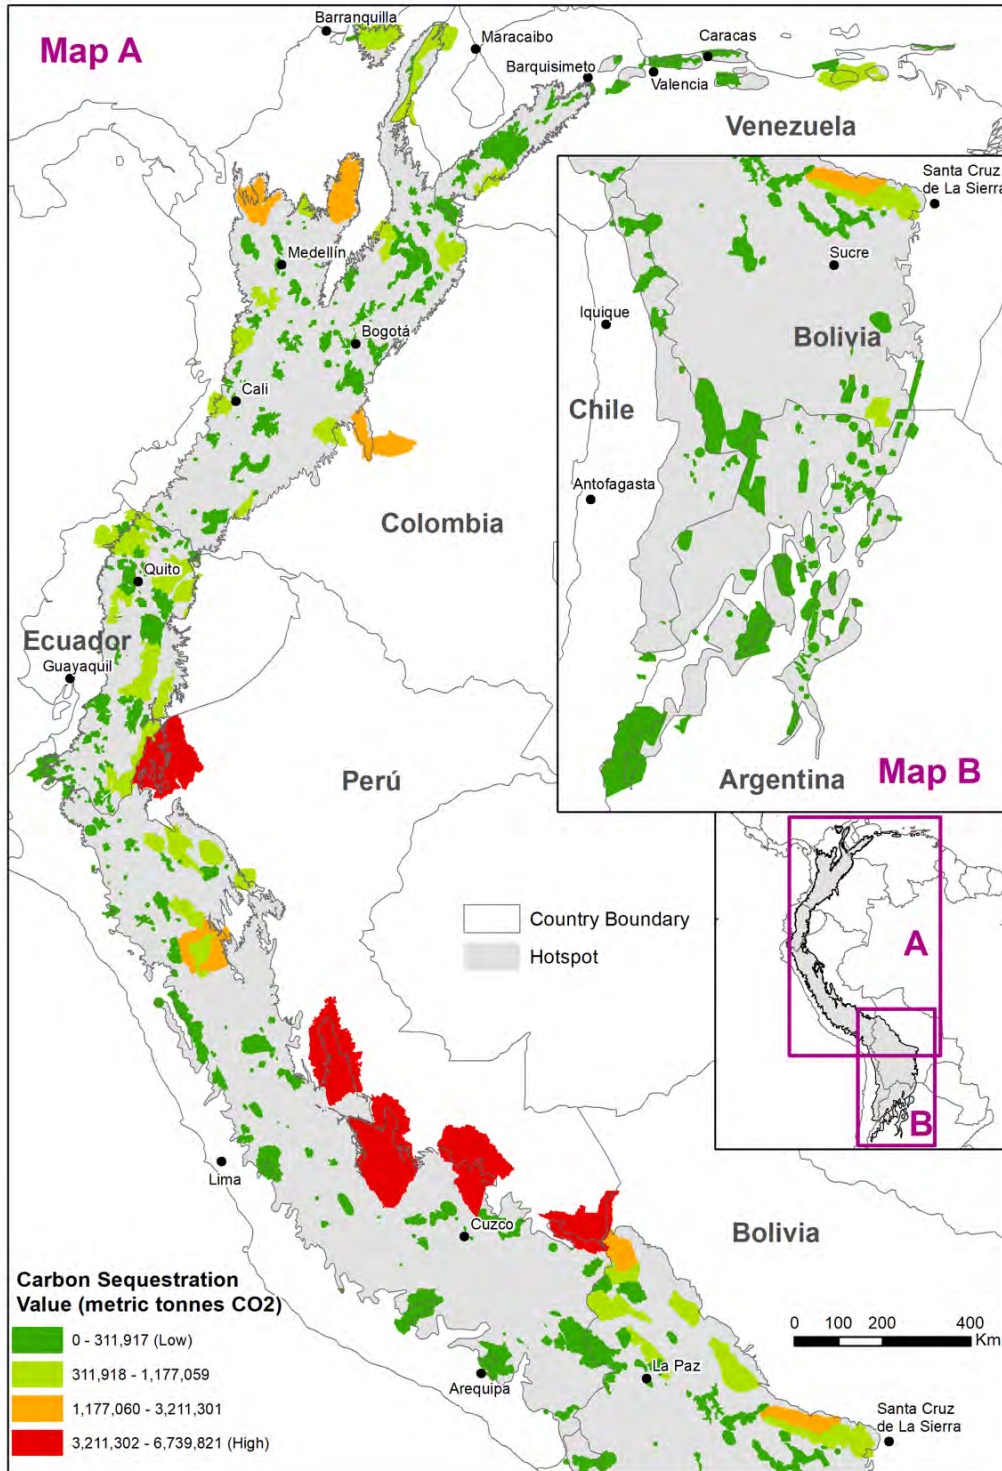 Map A
Barranquilla
Maracaibo
Caracas
Barquisimeto
Valencia
Venezuela
Medellín
Bogotá
Cali
Colombia
Quito
Ecuador
Guayaquil
Perú
Lima
Cuzco
Bolivia
Arequipa
La Paz
Santa Cruz
de La Sierra
Santa Cruz
de La Sierra
Sucre
Iquique
Bolivia
Chile
Antofagasta
Argentina
Map B
Country Boundary
Hotspot
A
B
Carbon Sequestration
Value (metric tonnes CO2)
0 - 311,917 (Low)
311,918 - 1,177,059
1,177,060 - 3,211,301
3,211,302 - 6,739,821 (High)
0 100 200 400
Km